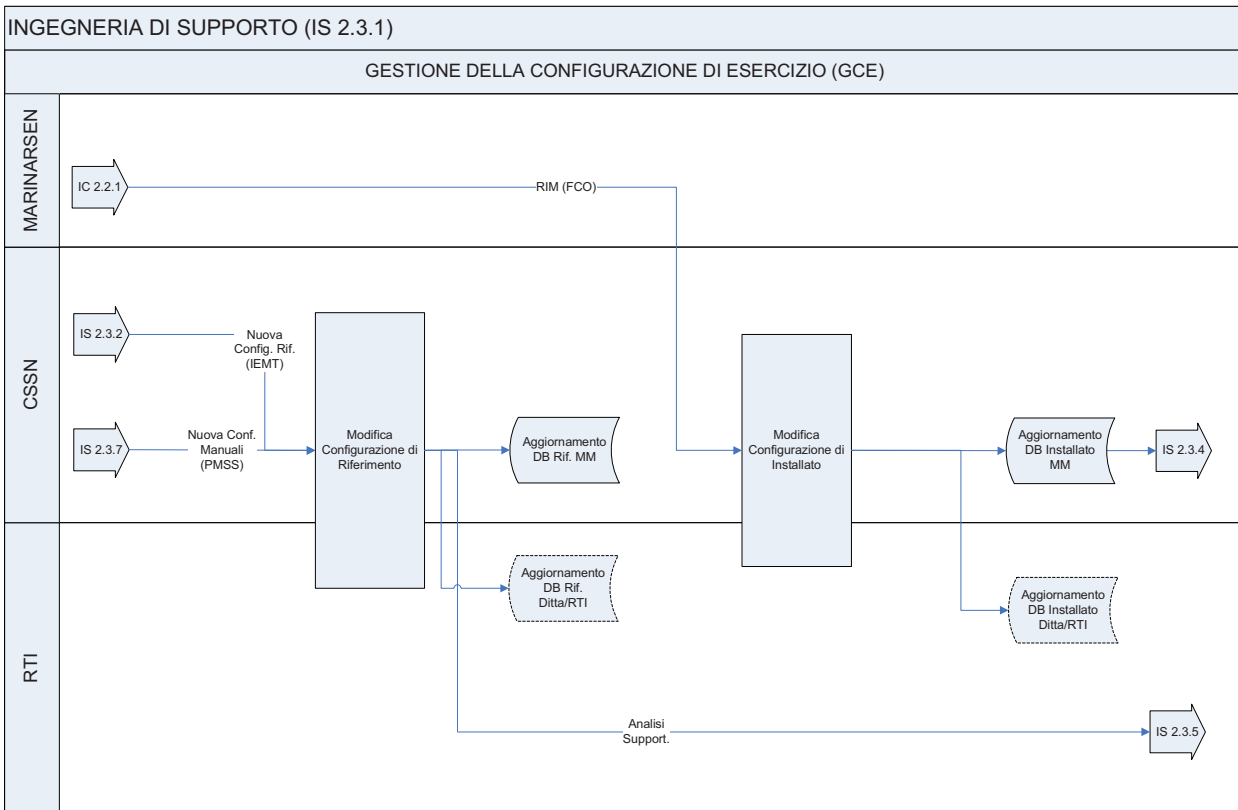 INGEGNERIA DI SUPPORTO (IS 2.3.1)
GESTIONE DELLA CONFIGURAZIONE DI ESERCIZIO (GCE)
MARINARSEN
IC 2.2.1
RIM (FCO)
CSSN
IS 2.3.2
Nuova
Config. Rif.
(IEMT)
IS 2.3.7
Nuova Conf.
Manuali
(PMSS)
Modifica
Configurazione di
Riferimento
Aggiornamento
DB Rif. MM
Modifica
Configurazione di
Installato
Aggiornamento
DB Installato
MM
IS 2.3.4
RTI
Aggiornamento
DB Rif.
Ditta/RTI
Aggiornamento
DB Installato
Ditta/RTI
Analisi
Support.
IS 2.3.5